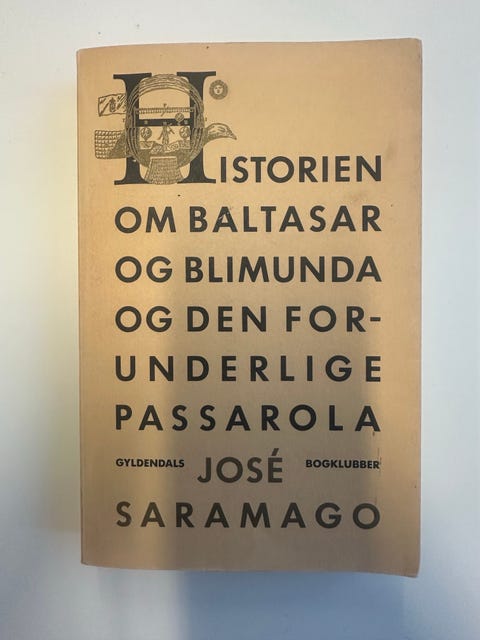 HISTORIEN
OM BALTASAR
OG BLIMUNDA
OG DEN FOR-
UNDERLIGE
PASSAROLA
GYLDENDALS JOSÉ BOGKLUBBER
SARAMAGO